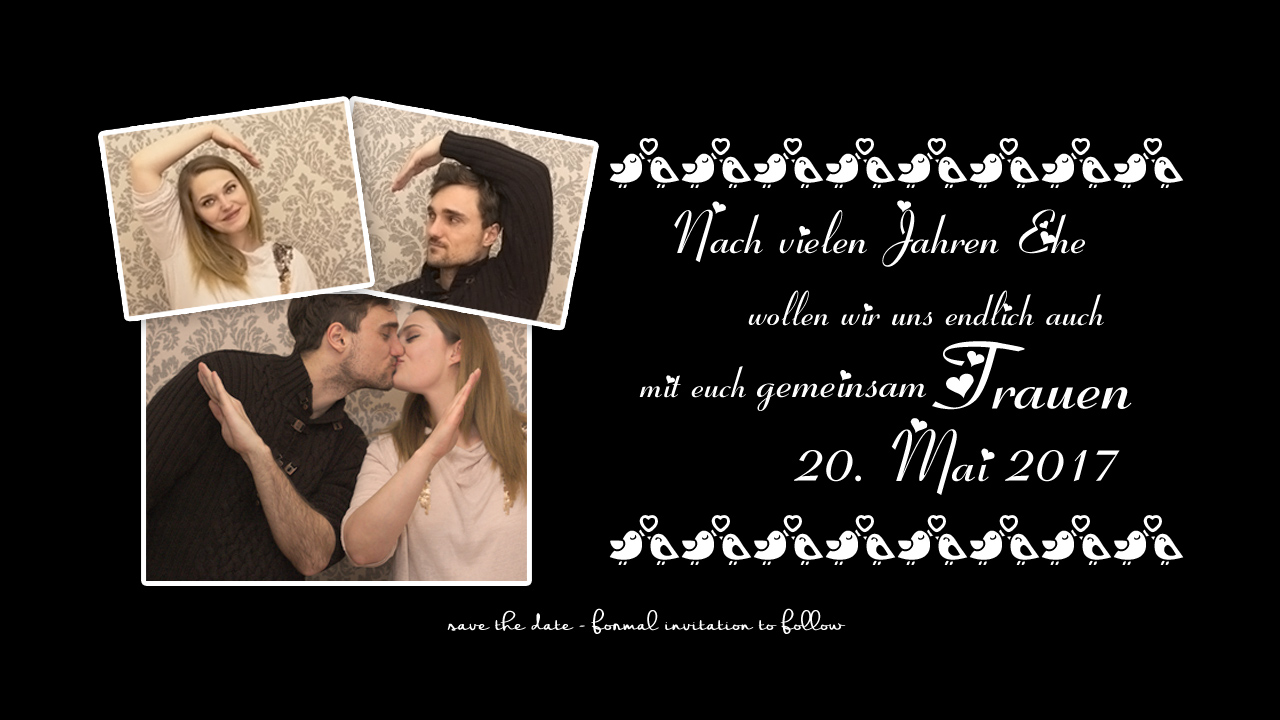 Nach vielen Jahren Ehe
wollen wir uns endlich auch
mit euch gemeinsam Trauen
20. Mai 2017
save the date - formal invitation to follow